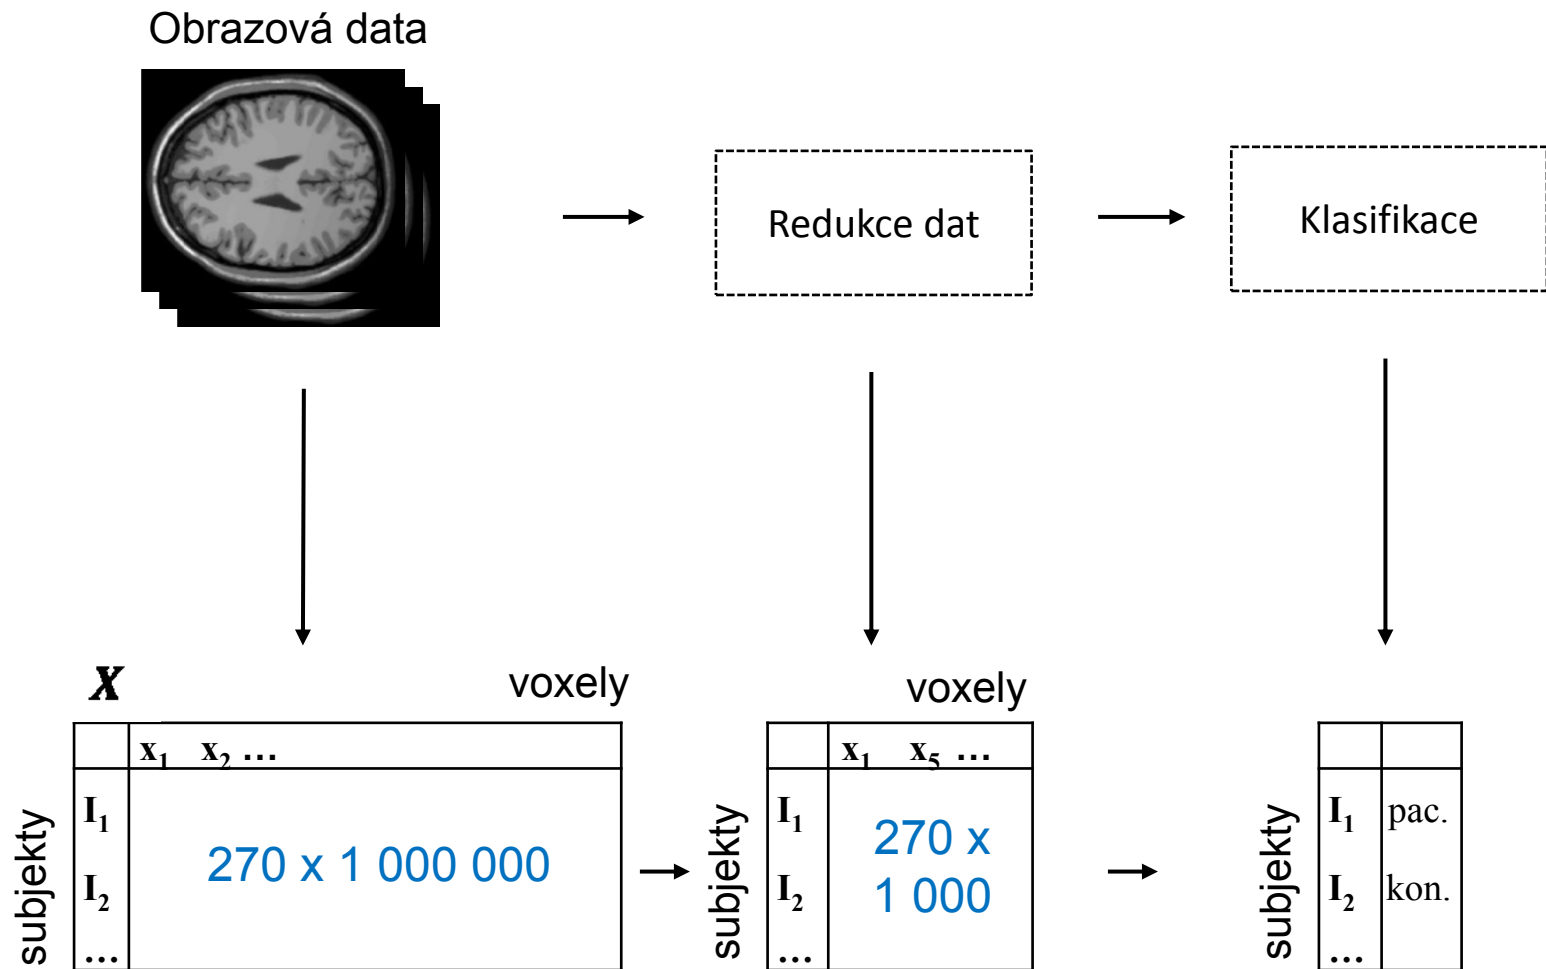 Obrazová data
Redukce dat
Klasifikace
X
voxely
x1 x2 ...
subjekty
I1
I2
...
270 x 1 000 000
voxely
x1 x5 ...
subjekty
I1
I2
...
270 x
1 000
subjekty
I1 pac.
I2 kon.
...